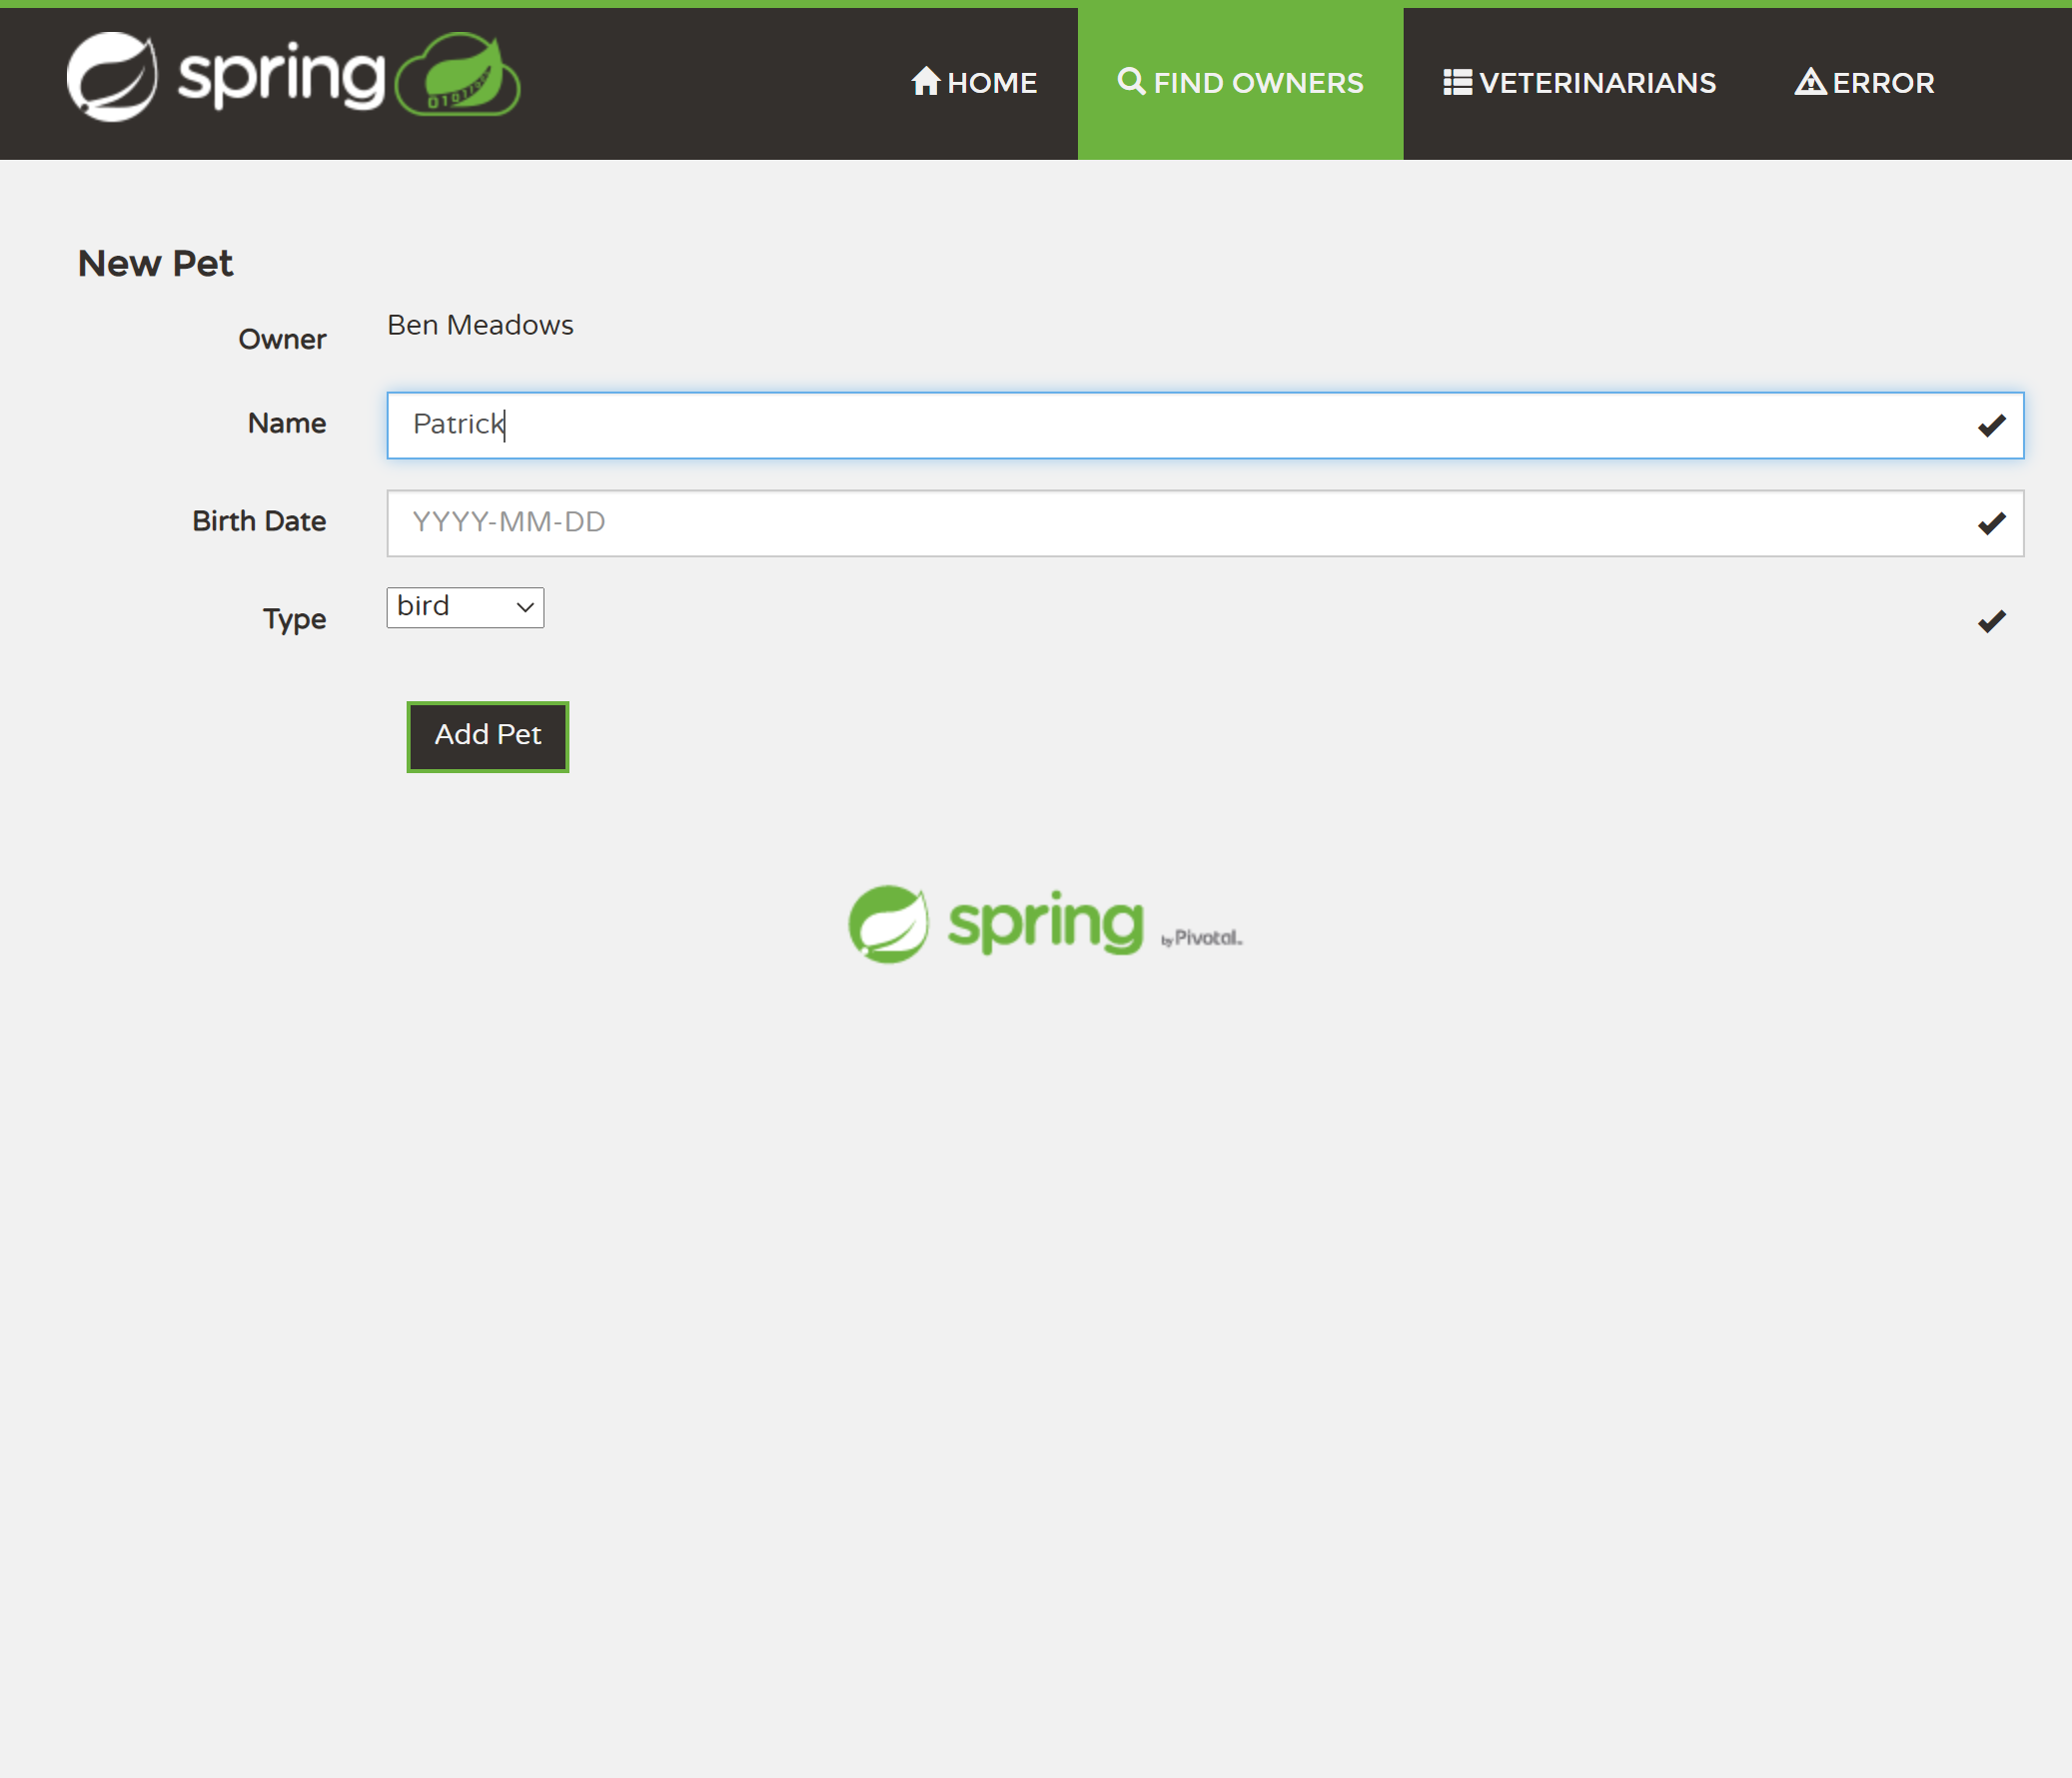 spring
HOME
FIND OWNERS
VETERINARIANS
ERROR
New Pet
Owner Ben Meadows
Name Patrick
Birth Date YYYY-MM-DD
Type bird
Add Pet
spring by Pivotal